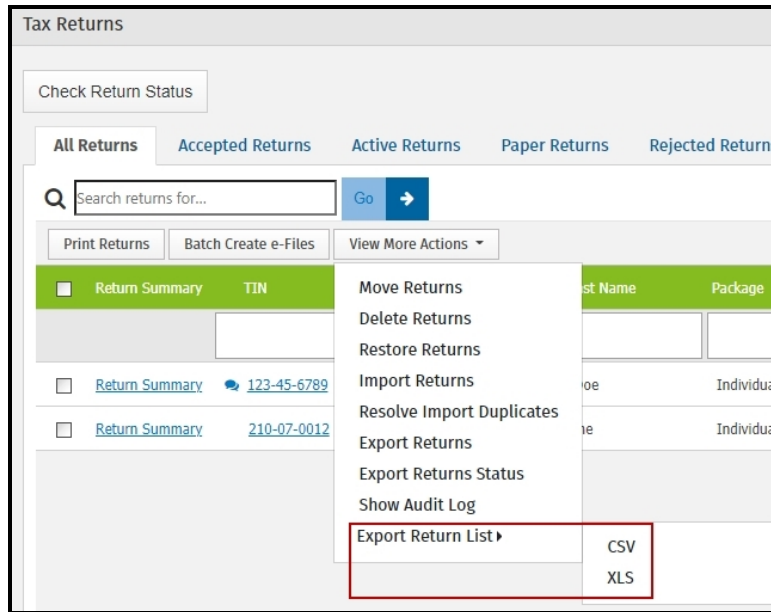 Tax Returns
Check Return Status
All Returns Accepted Returns Active Returns Paper Returns Rejected Return
Search returns for... Go
Print Returns Batch Create e-Files View More Actions
Return Summary TIN st Name Package
Move Returns
Delete Returns
Restore Returns
Import Returns
Resolve Import Duplicates
Export Returns
Export Returns Status
Show Audit Log
Export Return List
CSV
XLS
Return Summary 123-45-6789 oe Individua
Return Summary 210-07-0012 ne Individua